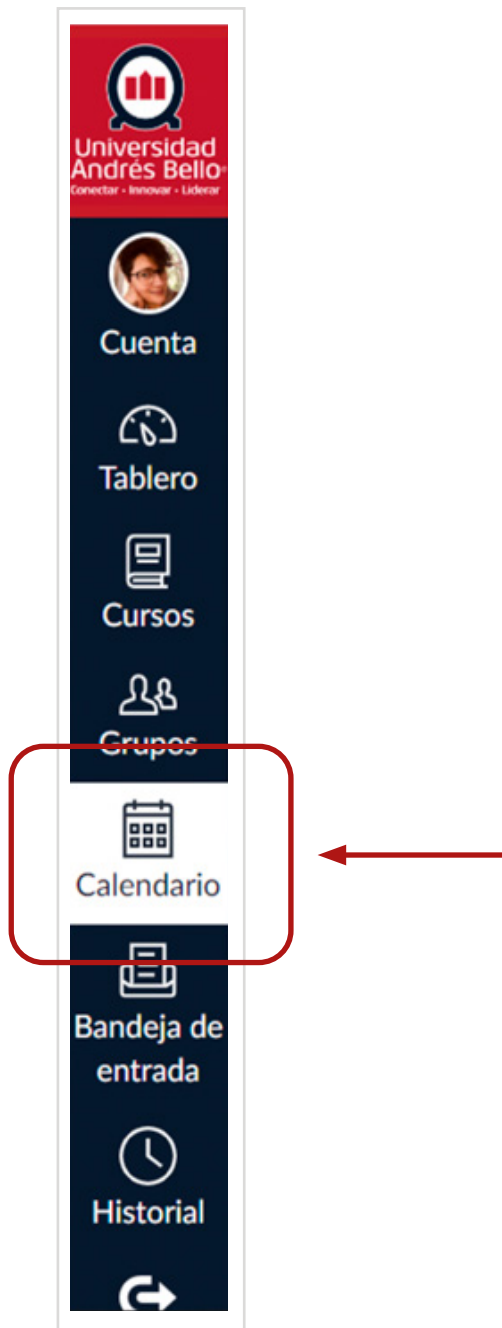 Universidad
Andrés Bello®
Conectar • Innovar • Liderar
Cuenta
Tablero
Cursos
Grupos
Calendario
Bandeja de
entrada
Historial